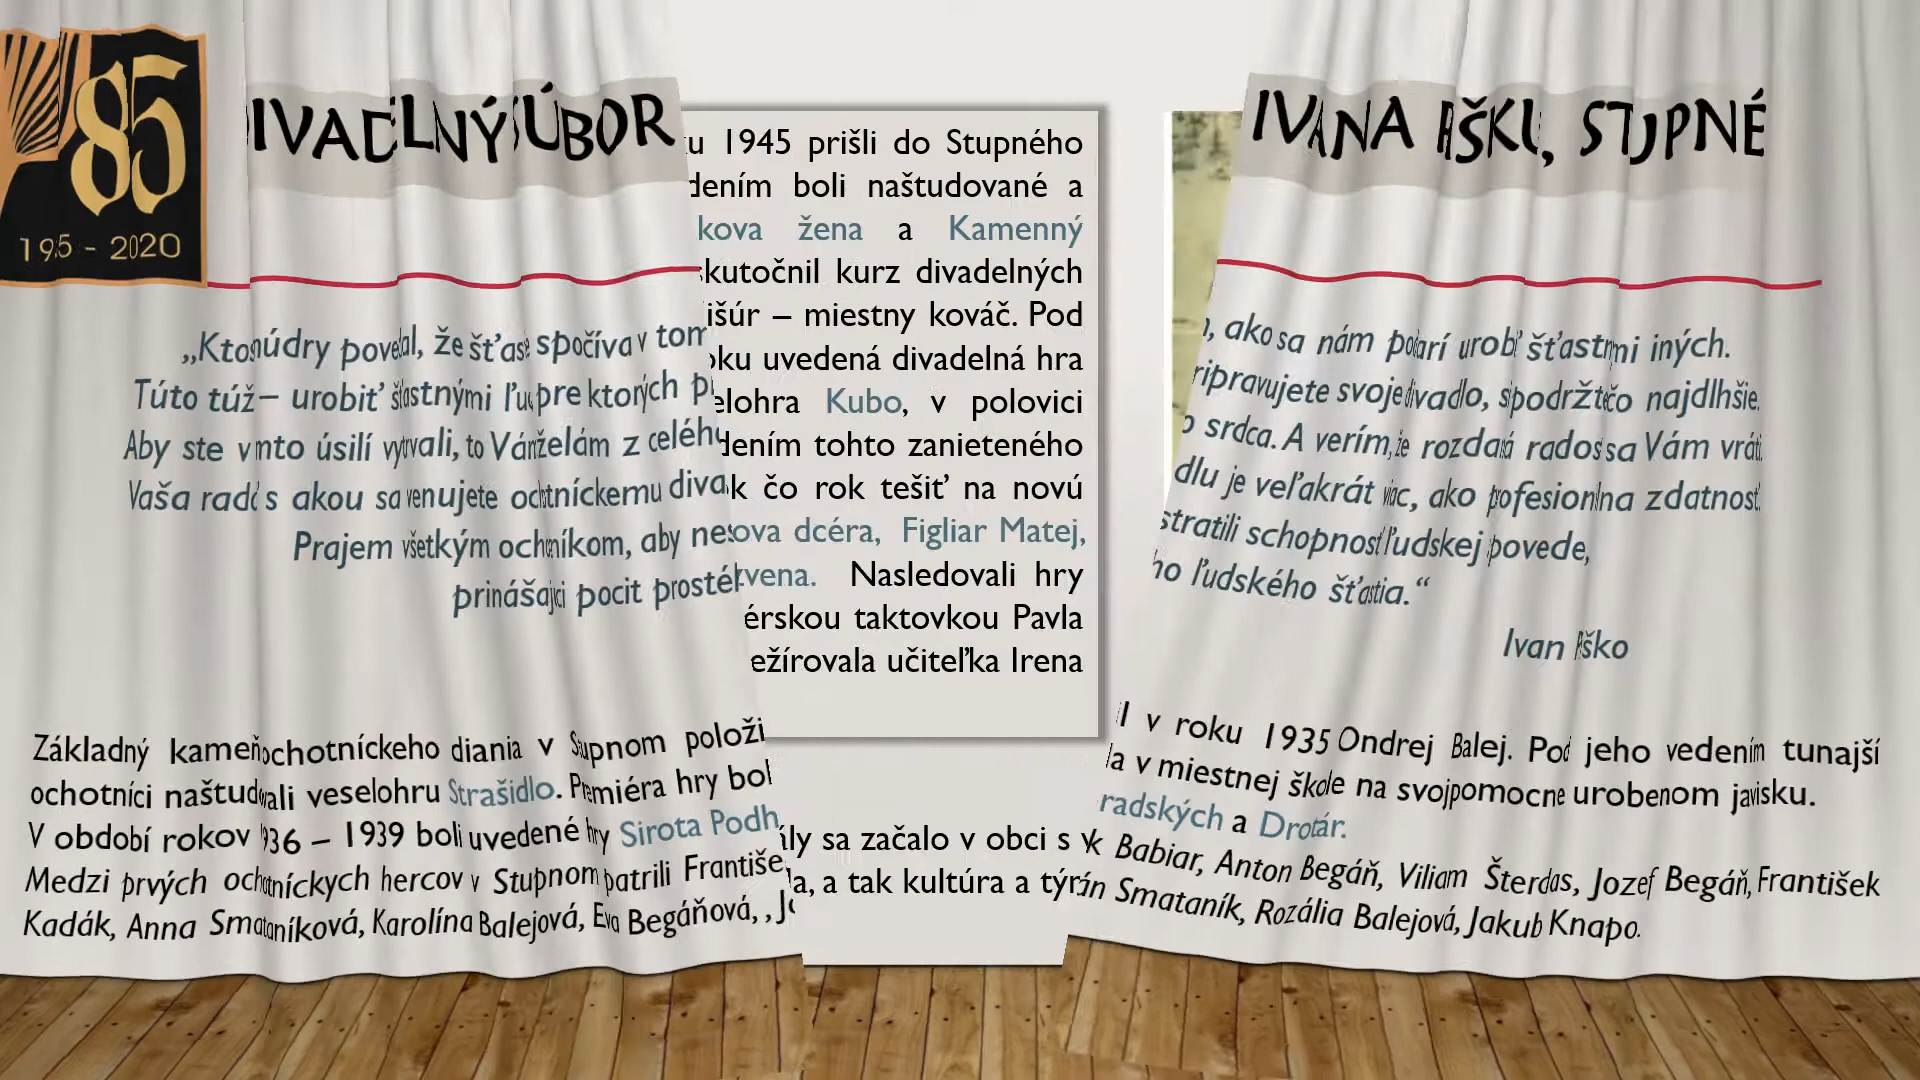 85
1935 - 2020
DIVADELNÝ SÚBOR
IVANA PAŠKU, STUPNÉ
„Ktosi múdry povedal, že šťastie spočíva v tom
, ako sa nám podarí urobiť šťastnými iných.
Túto túžbu – urobiť šťastnými ľudí, pre ktorých pr
ripravujete svoje divadlo, si podržte čo najdlhšie.
Aby ste v tomto úsilí vytrvali, to Vám želám z celého
srdca. A verím, že rozdaná radosť sa Vám vráti.
Vaša radosť, s akou sa venujete ochotníckemu diva
dlu je veľakrát viac, ako profesionálna zdatnosť.
Prajem všetkým ochotníkom, aby nes
stratili schopnosť ľudskej spovede,
prinášajúci pocit prosté
ho ľudského šťastia.“
Ivan
u 1945 prišli do Stupného
dením boli naštudované a
kova žena a Kamenný
skutočnil kurz divadelných
išúr – miestny kováč. Pod
oku uvedená divadelná hra
elohra Kubo, v polovici
dením tohto zanieteného
k čo rok tešiť na novú
ova dcéra, Figliar Matej,
tvena. Nasledovali hry
érskou taktovkou Pavla
ežírovala učiteľka Irena
Základný kameň ochotníckeho diania v Stupnom položi
l v roku 1935 Ondrej Balej. Pod jeho vedením tunajší
ochotníci naštudovali veselohru Strašidlo. Premiéra hry bol
la v miestnej škole na svojpomocne urobenom javisku.
V období rokov 1936 – 1939 boli uvedené hry Sirota Podh
radských a Drotár.
Medzi prvých ochotníckych hercov v Stupnom patrili Františe
k Babiar, Anton Begáň, Viliam Šterdas, Jozef Begáň, František
Kadák, Anna Smataníková, Karolína Balejová, Eva Begáňová, , Já
án Smataník, Rozália Balejová, Jakub Knapo.
ály sa začalo v obci s v
a, a tak kultúra a tým